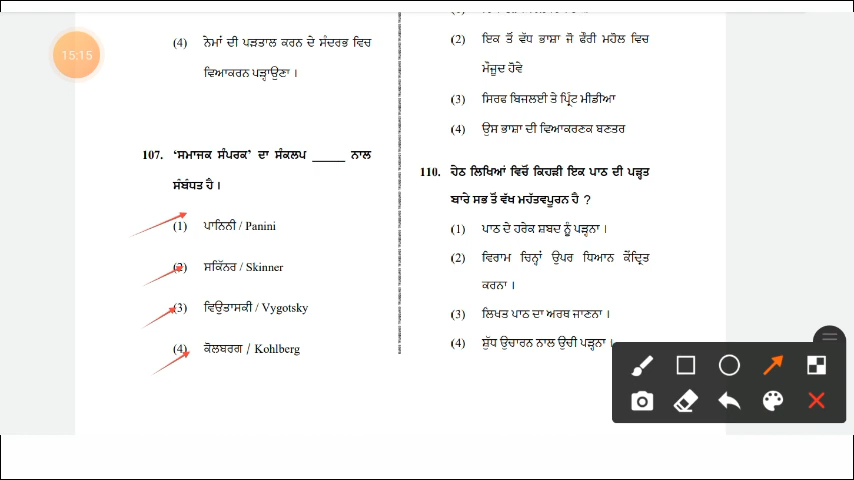 15:15
(4) ਨੇਮਾਂ ਦੀ ਪੜਤਾਲ ਕਰਨ ਦੇ ਸੰਦਰਭ ਵਿਚ
ਵਿਆਕਰਨ ਪੜ੍ਹਾਉਣਾ ।
107. ‘ਸਮਾਜਕ ਸੰਪਰਕ’ ਦਾ ਸੰਕਲਪ _____ ਨਾਲ
ਸੰਬੰਧਤ ਹੈ ।
(1) ਪਾਨਿਨੀ / Panini
(2) ਸਕਿੱਨਰ / Skinner
(3) ਵਿਉਤਾਸਕੀ / Vygotsky
(4) ਕੋਲਬਰਗ / Kohlberg
(2) ਇਕ ਤੋਂ ਵੱਧ ਭਾਸ਼ਾ ਜੋ ਫੌਰੀ ਮਹੌਲ ਵਿਚ
ਮੌਜੂਦ ਹੋਵੇ
(3) ਸਿਰਫ ਬਿਜਲਈ ਤੇ ਪ੍ਰਿੰਟ ਮੀਡੀਆ
(4) ਉਸ ਭਾਸ਼ਾ ਦੀ ਵਿਆਕਰਣਕ ਬਣਤਰ
110. ਹੇਠ ਲਿਖਿਆਂ ਵਿਚੋਂ ਕਿਹੜੀ ਇਕ ਪਾਠ ਦੀ ਪੜ੍ਹਤ
ਬਾਰੇ ਸਭ ਤੋਂ ਵੱਖ ਮਹੱਤਵਪੂਰਨ ਹੈ ?
(1) ਪਾਠ ਦੇ ਹਰੇਕ ਸ਼ਬਦ ਨੂੰ ਪੜ੍ਹਨਾ ।
(2) ਵਿਰਾਮ ਚਿਨ੍ਹਾਂ ਉਪਰ ਧਿਆਨ ਕੇਂਦ੍ਰਿਤ
ਕਰਨਾ ।
(3) ਲਿਖਤ ਪਾਠ ਦਾ ਅਰਥ ਜਾਣਨਾ ।
(4) ਸ਼ੁੱਧ ਉਚਾਰਨ ਨਾਲ ਉਚੀ ਪੜ੍ਹਨਾ ।